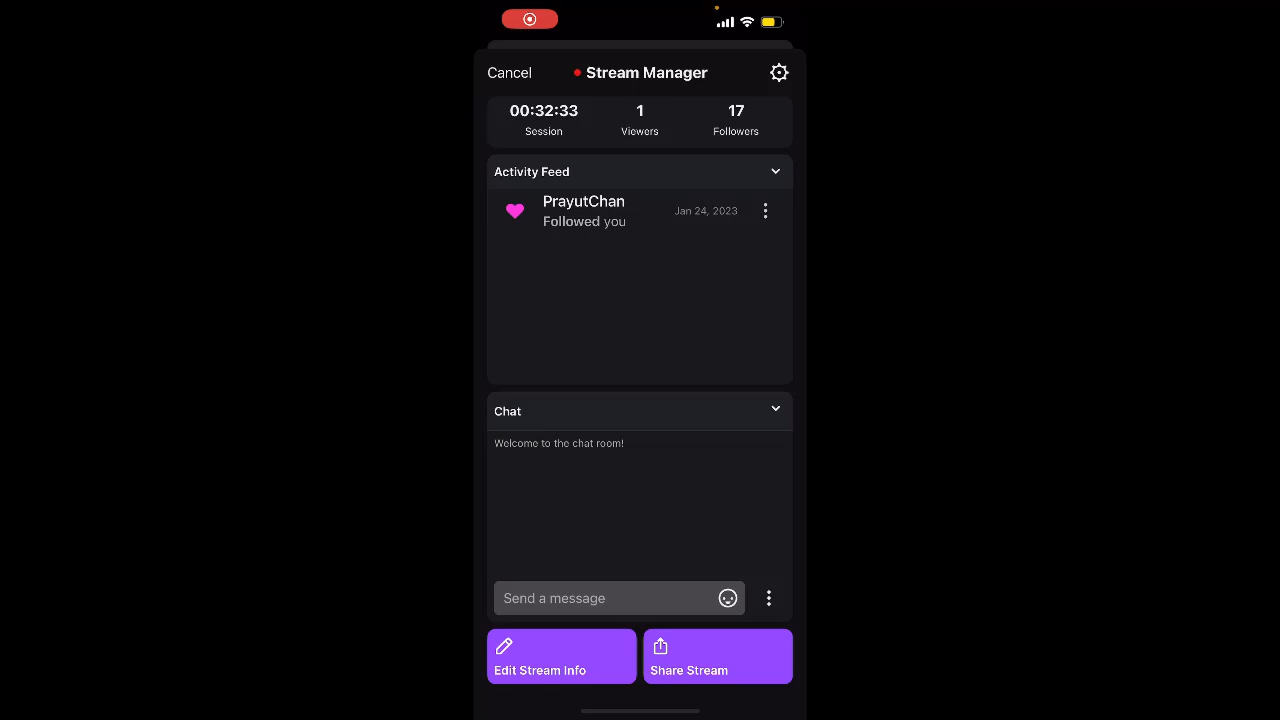 Cancel
Stream Manager
00:32:33
1
17
Session
Viewers
Followers
Activity Feed
PrayutChan
Followed you
Jan 24, 2023
Chat
Welcome to the chat room!
Send a message
Edit Stream Info
Share Stream